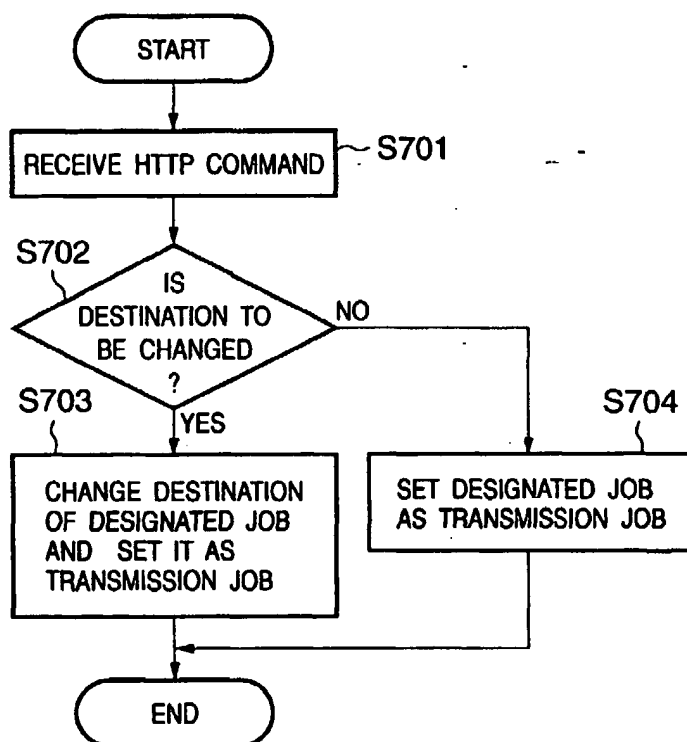 START
RECEIVE HTTP COMMAND
S701
S702
IS
DESTINATION TO
BE CHANGED
?
NO
YES
S703
CHANGE DESTINATION
OF DESIGNATED JOB
AND SET IT AS
TRANSMISSION JOB
S704
SET DESIGNATED JOB
AS TRANSMISSION JOB
END